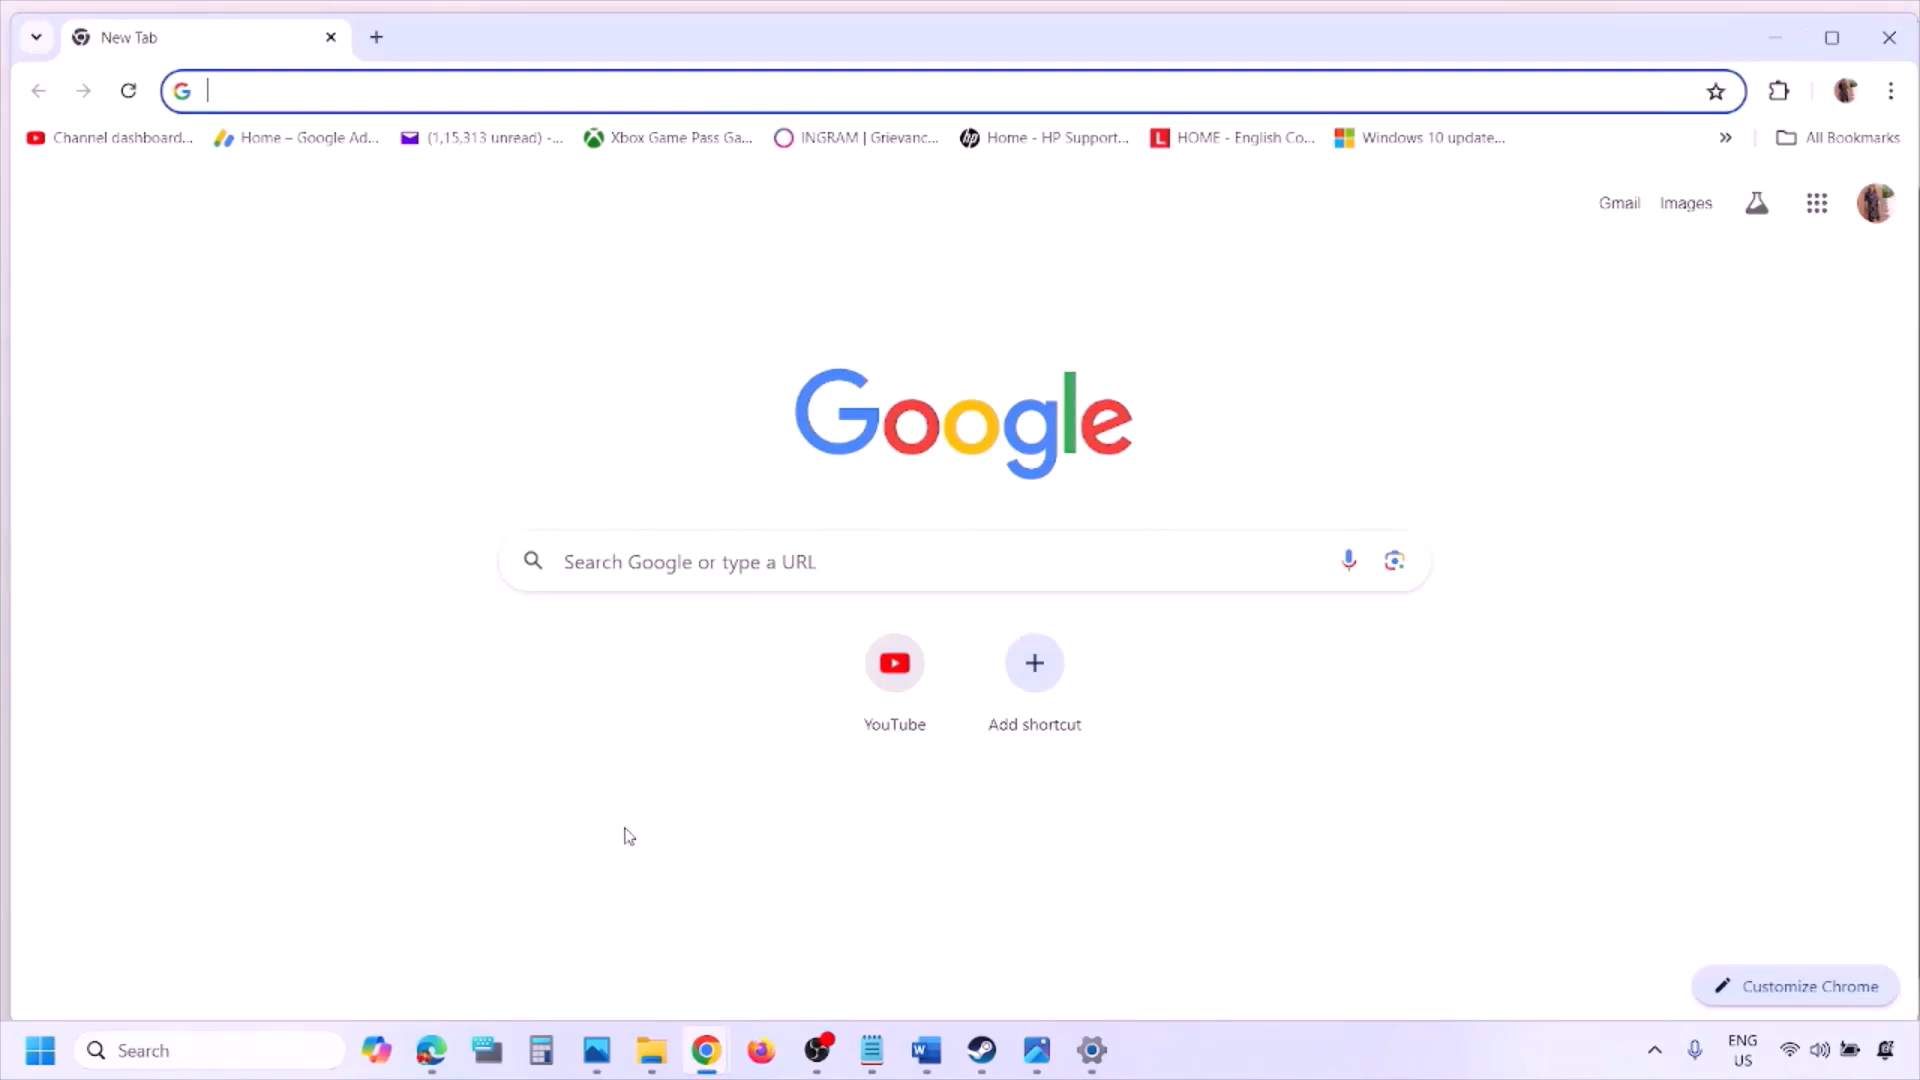 New Tab
Channel dashboard...
Home – Google Ad...
(1,15,313 unread) -...
Xbox Game Pass Ga...
INGRAM | Grievanc...
Home - HP Support...
HOME - English Co...
Windows 10 update...
All Bookmarks
Gmail
Images
Google
Search Google or type a URL
YouTube
Add shortcut
Customize Chrome
Search
ENG
US